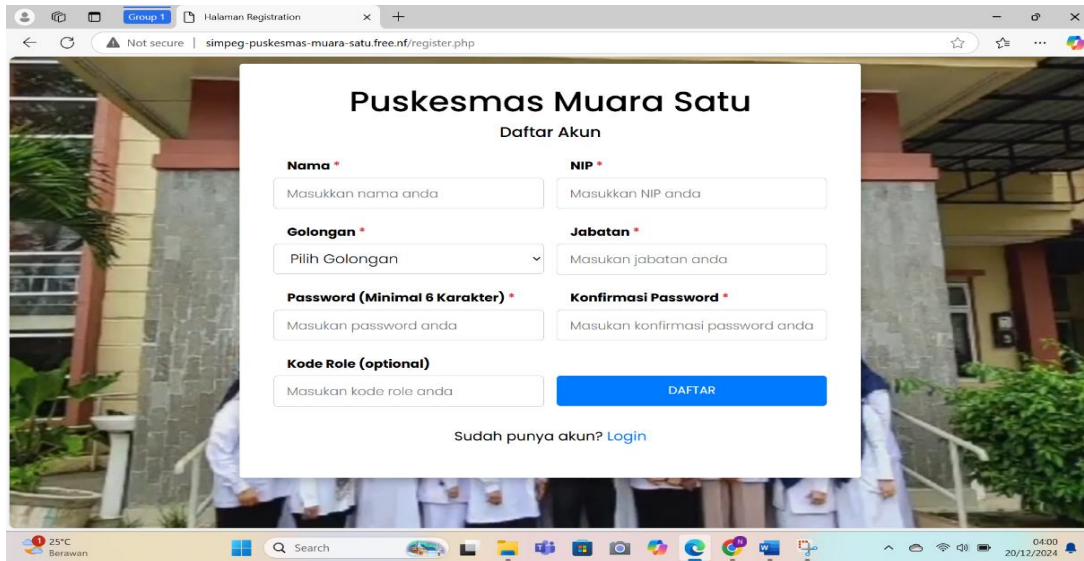 Group 1
Halaman Registration
Not secure | simpeg-puskesmas-muara-satu.free.nf/register.php
Puskesmas Muara Satu
Daftar Akun
Nama * NIP *
Masukkan nama anda Masukkan NIP anda
Golongan * Jabatan *
Pilih Golongan Masukan jabatan anda
Password (Minimal 6 Karakter) * Konfirmasi Password *
Masukan password anda Masukan konfirmasi password anda
Kode Role (optional)
Masukan kode role anda DAFTAR
Sudah punya akun? Login
1 25°C
Berawan
Search
04:00
20/12/2024